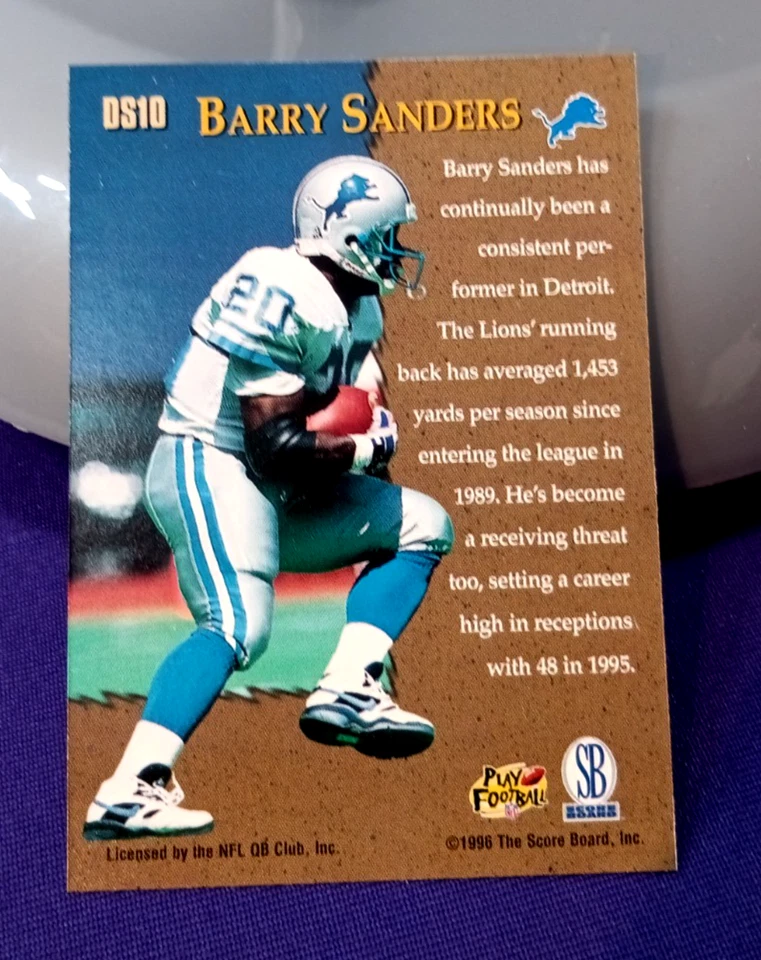 DS10 BARRY SANDERS
Barry Sanders has
continually been a
consistent per-
former in Detroit.
The Lions' running
back has averaged 1,453
yards per season since
entering the league in
1989. He's become
a receiving threat
too, setting a career
high in receptions
with 48 in 1995.
20
PLAY
FOOTBALL
NFL
SB
SCORE
BOARD
Licensed by the NFL QB Club, Inc.
©1996 The Score Board, Inc.